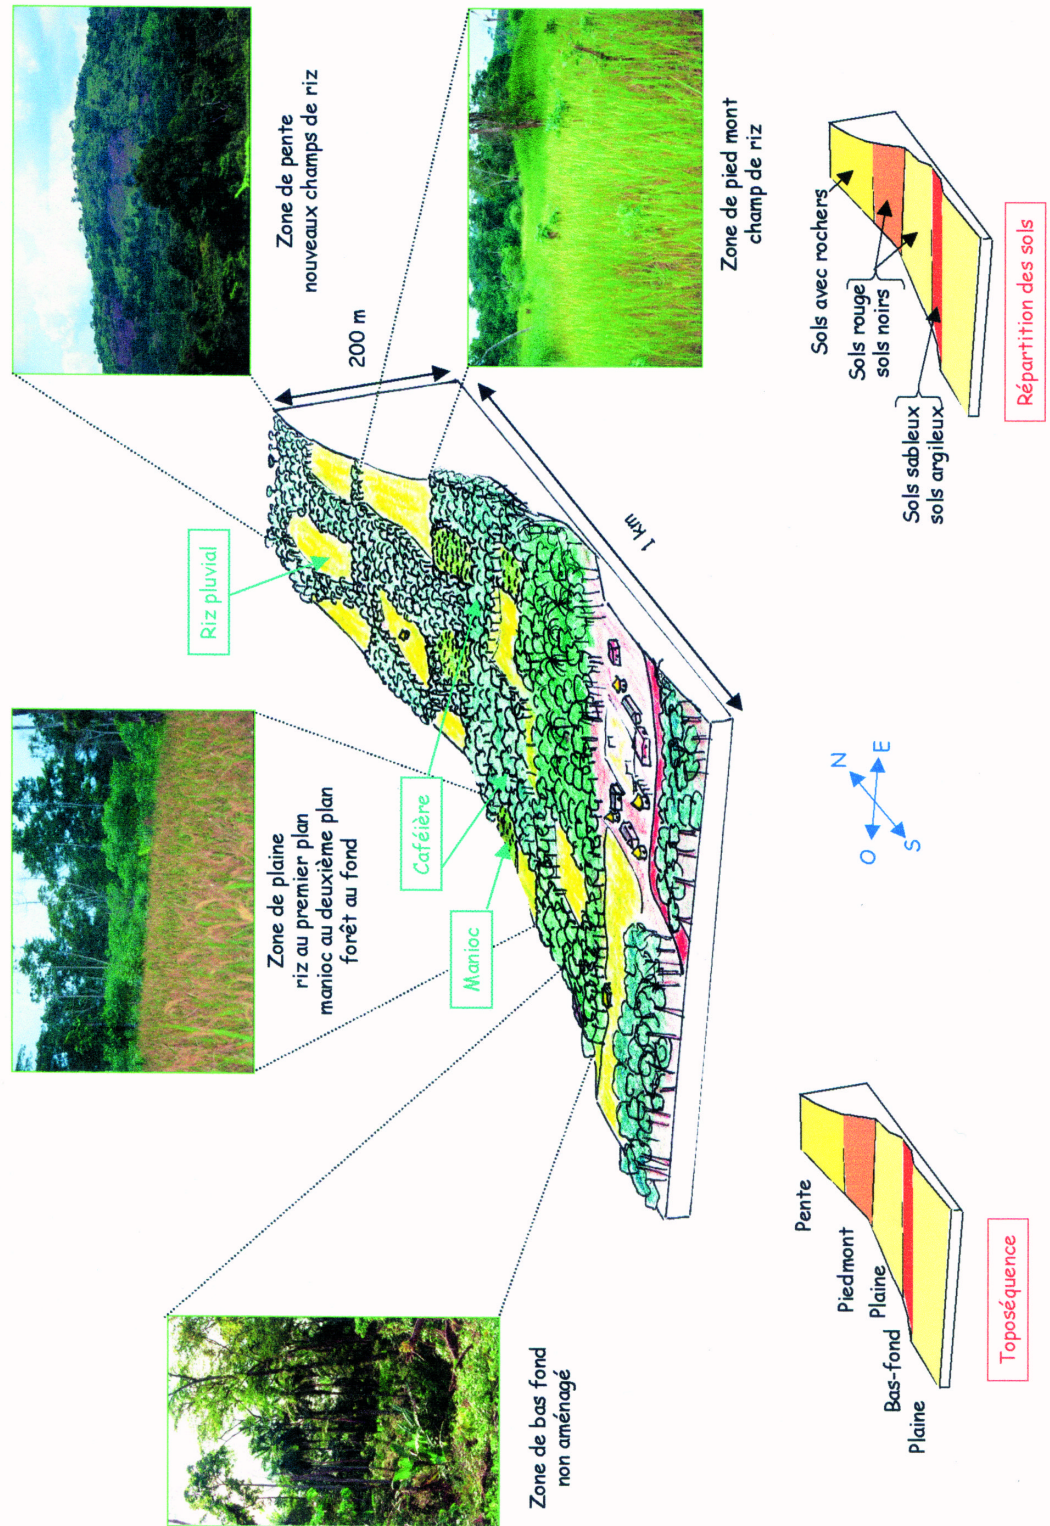 Zone de bas fond
non aménagé
Zone de plaine
riz au premier plan
manioc au deuxième plan
forêt au fond
Zone de pente
nouveaux champs de riz
Zone de pied mont
champ de riz
Manioc
Caféière
Riz pluvial
200 m
1 km
N
O
E
S
Pente
Piedmont
Plaine
Bas-fond
Plaine
Toposéquence
Sols avec rochers
Sols rouge
sols noirs
Sols sableux
sols argileux
Répartition des sols